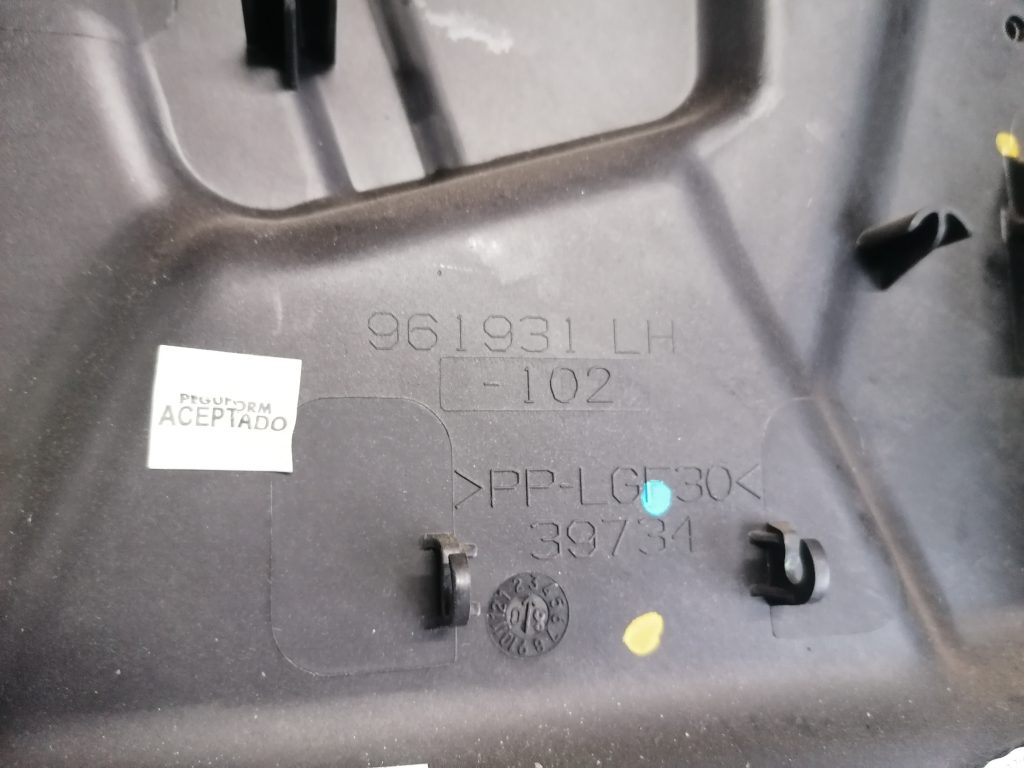 961931 LH
-102
PEGUFORM
ACEPTADO
>PP-LGF30<
39734